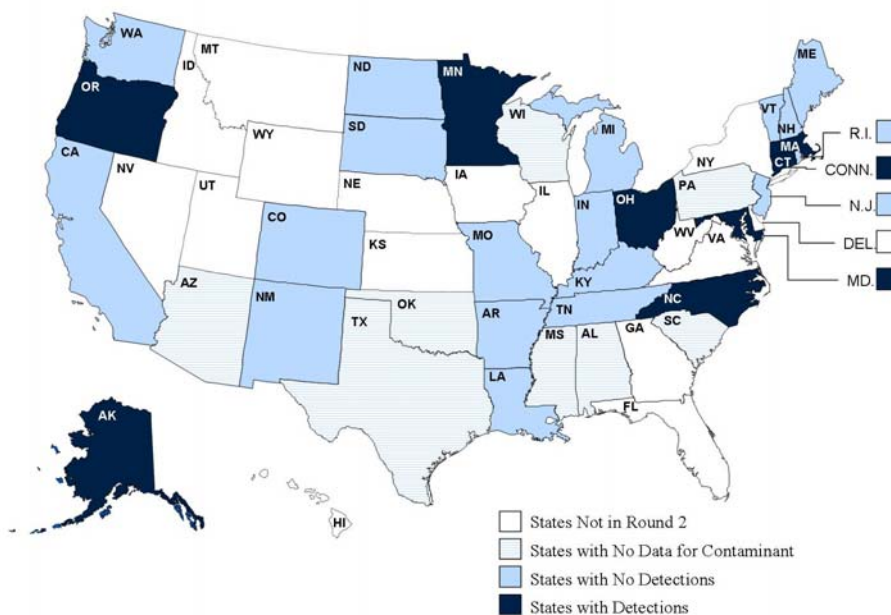 WA
MT
ND
MN
ME
OR
ID
SD
WI
MI
VT
NH
R.I.
WY
MA
CA
NV
UT
NE
IA
NY
CT
CONN.
PA
CO
IL
IN
OH
N.J.
KS
MO
WV
VA
DEL.
KY
MD.
AZ
NM
OK
AR
TN
NC
TX
MS
AL
GA
SC
LA
FL
AK
HI
States Not in Round 2
States with No Data for Contaminant
States with No Detections
States with Detections